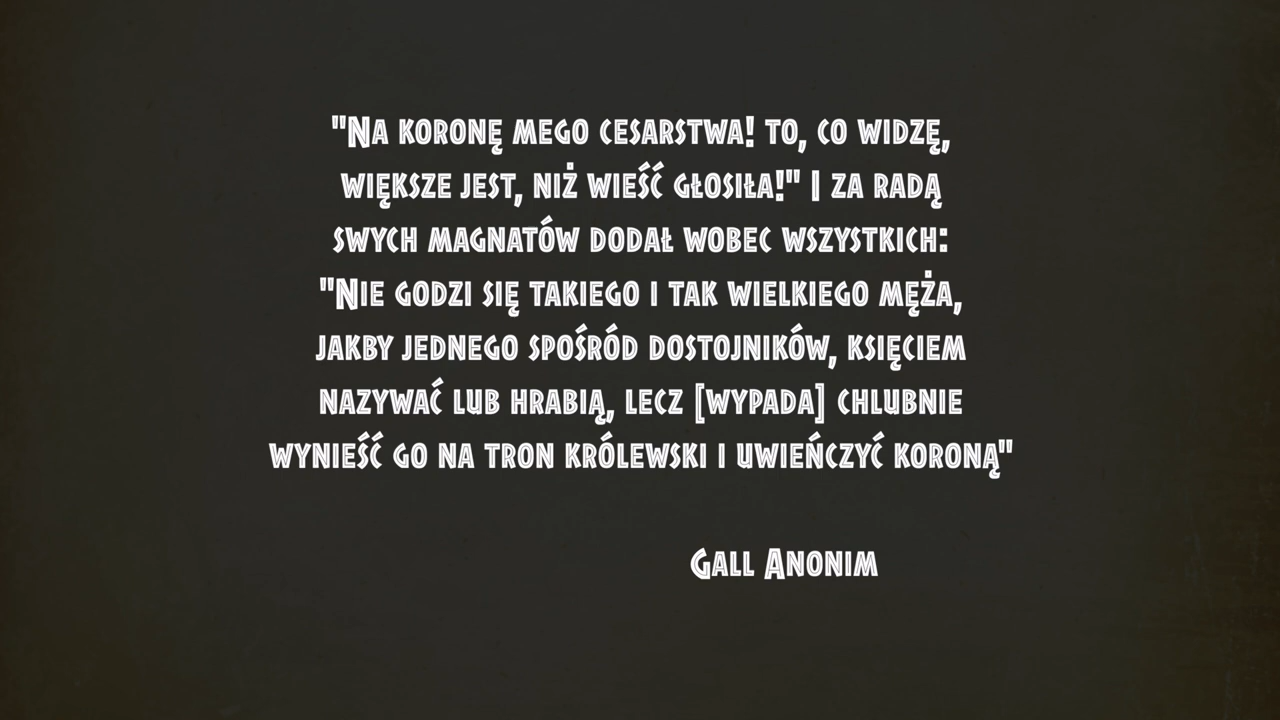 "Na koronę mego cesarstwa! to, co widzę,
większe jest, niż wieść głosiła!" I za radą
swych magnatów dodał wobec wszystkich:
"Nie godzi się takiego i tak wielkiego męża,
jakby jednego spośród dostojników, księciem
nazywać lub hrabią, lecz [wypada] chlubnie
wynieść go na tron królewski i uwieńczyć koroną"
Gall Anonim